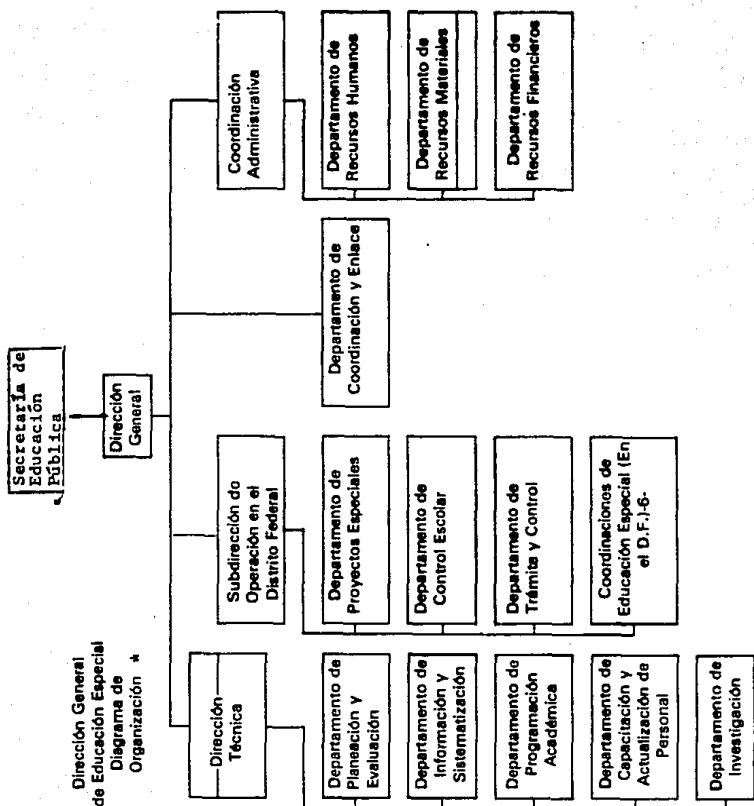 Dirección General
de Educación Especial
Diagrama de
Organización *
Secretaría de
Educación
Pública
Dirección
General
Dirección
Técnica
Departamento de
Planeación y
Evaluación
Departamento de
Información y
Sistematización
Departamento de
Programación
Académica
Departamento de
Capacitación y
Actualización de
Personal
Departamento de
Investigación
Subdirección do
Operación en el
Distrito Federal
Departamento de
Proyectos Especiales
Departamento de
Control Escolar
Departamento de
Trámite y Control
Coordinaciones de
Educación Especial (En
el D.F.)-6-
Departamento de
Coordinación y Enlace
Coordinación
Administrativa
Departamento de
Recursos Humanos
Departamento de
Recursos Materiales
Departamento de
Recursos Financieros